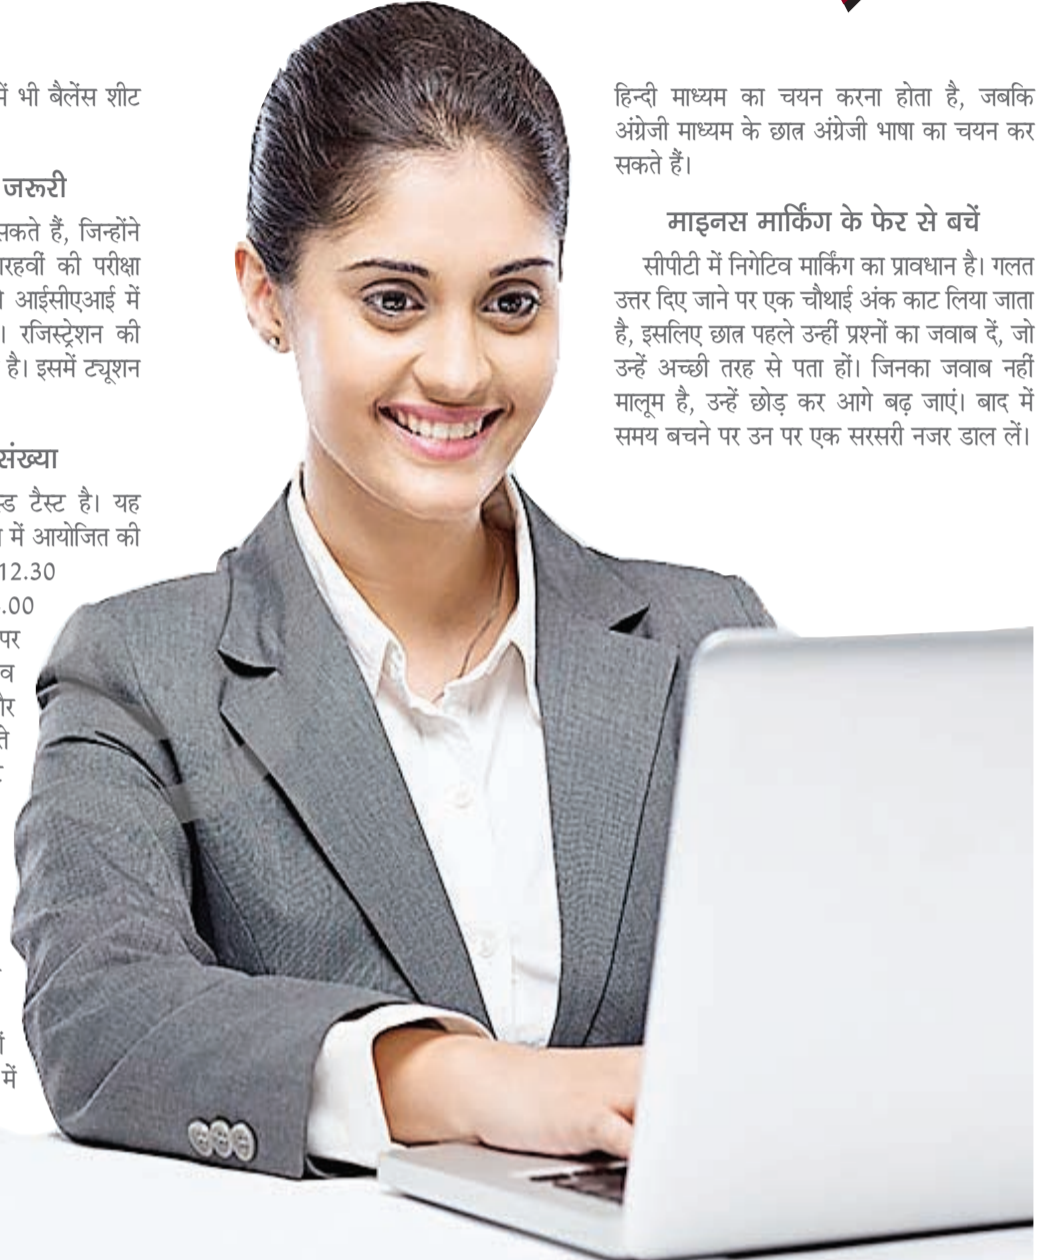 में भी बैलेंस शीट
जरूरी
सकते हैं, जिन्होंने
की परीक्षा
आईसीएआई में
। रजिस्ट्रेशन की
है। इसमें ट्यूशन
संख्या
टैस्ट है। यह
में आयोजित की
12.30
.00
पर
व
में
हिन्दी माध्यम का चयन करना होता है, जबकि
अंग्रेजी माध्यम के छात्र अंग्रेजी भाषा का चयन कर
सकते हैं।
माइनस मार्किंग के फेर से बचें
सीपीटी में निगेटिव मार्किंग का प्रावधान है। गलत
उत्तर दिए जाने पर एक चौथाई अंक काट लिया जाता
है, इसलिए छात्र पहले उन्हीं प्रश्नों का जवाब दें, जो
उन्हें अच्छी तरह से पता हों। जिनका जवाब नहीं
मालूम है, उन्हें छोड़ कर आगे बढ़ जाएं। बाद में
समय बचने पर उन पर एक सरसरी नजर डाल लें।